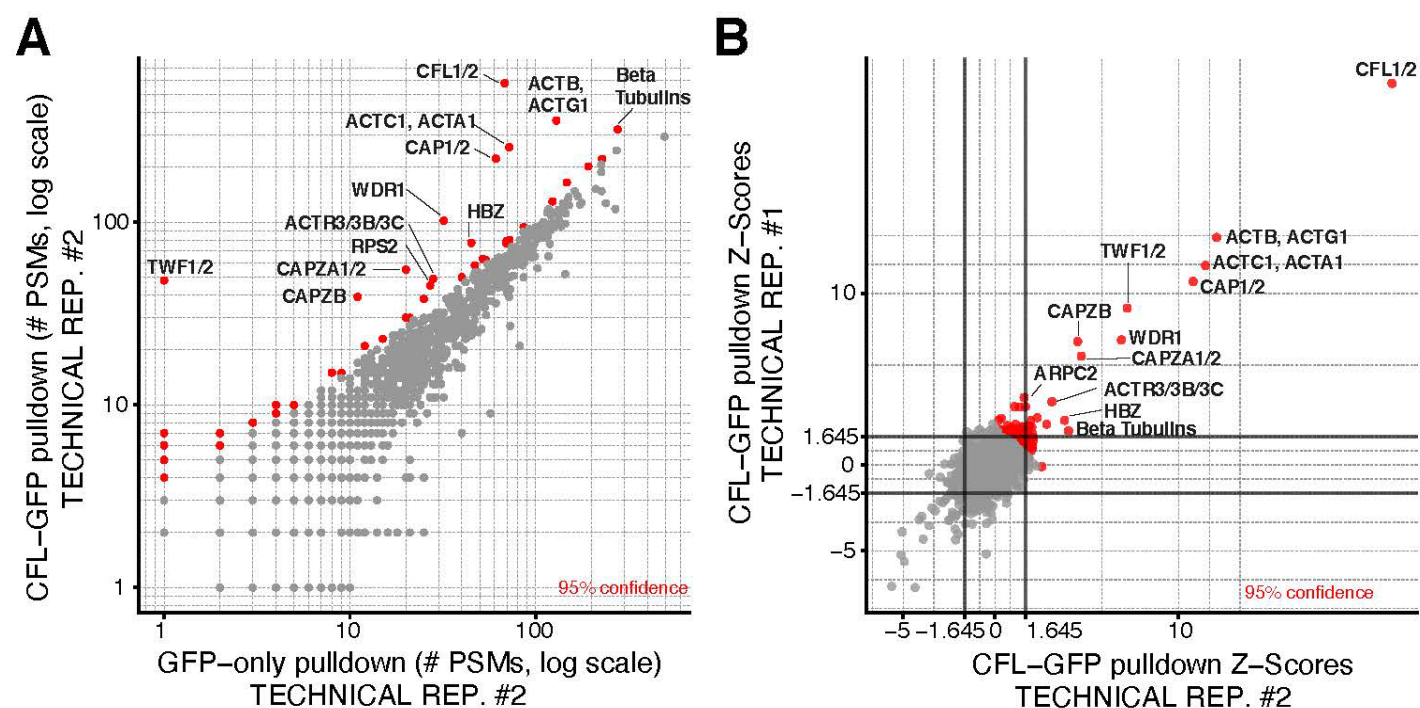 A
CFL–GFP pulldown (# PSMs, log scale)
TECHNICAL REP. #2
100
10
1
CFL1/2
ACTB,
ACTG1
Beta
Tubulins
ACTC1, ACTA1
CAP1/2
WDR1
HBZ
ACTR3/3B/3C
RPS2
TWF1/2
CAPZA1/2
CAPZB
95% confidence
1
10
100
GFP–only pulldown (# PSMs, log scale)
TECHNICAL REP. #2
B
CFL–GFP pulldown Z–Scores
TECHNICAL REP. #1
10
1.645
0
–1.645
–5
CFL1/2
ACTB, ACTG1
TWF1/2
ACTC1, ACTA1
CAP1/2
CAPZB
WDR1
CAPZA1/2
ARPC2
ACTR3/3B/3C
HBZ
Beta Tubulins
95% confidence
–5
–1.645
0
1.645
10
CFL–GFP pulldown Z–Scores
TECHNICAL REP. #2